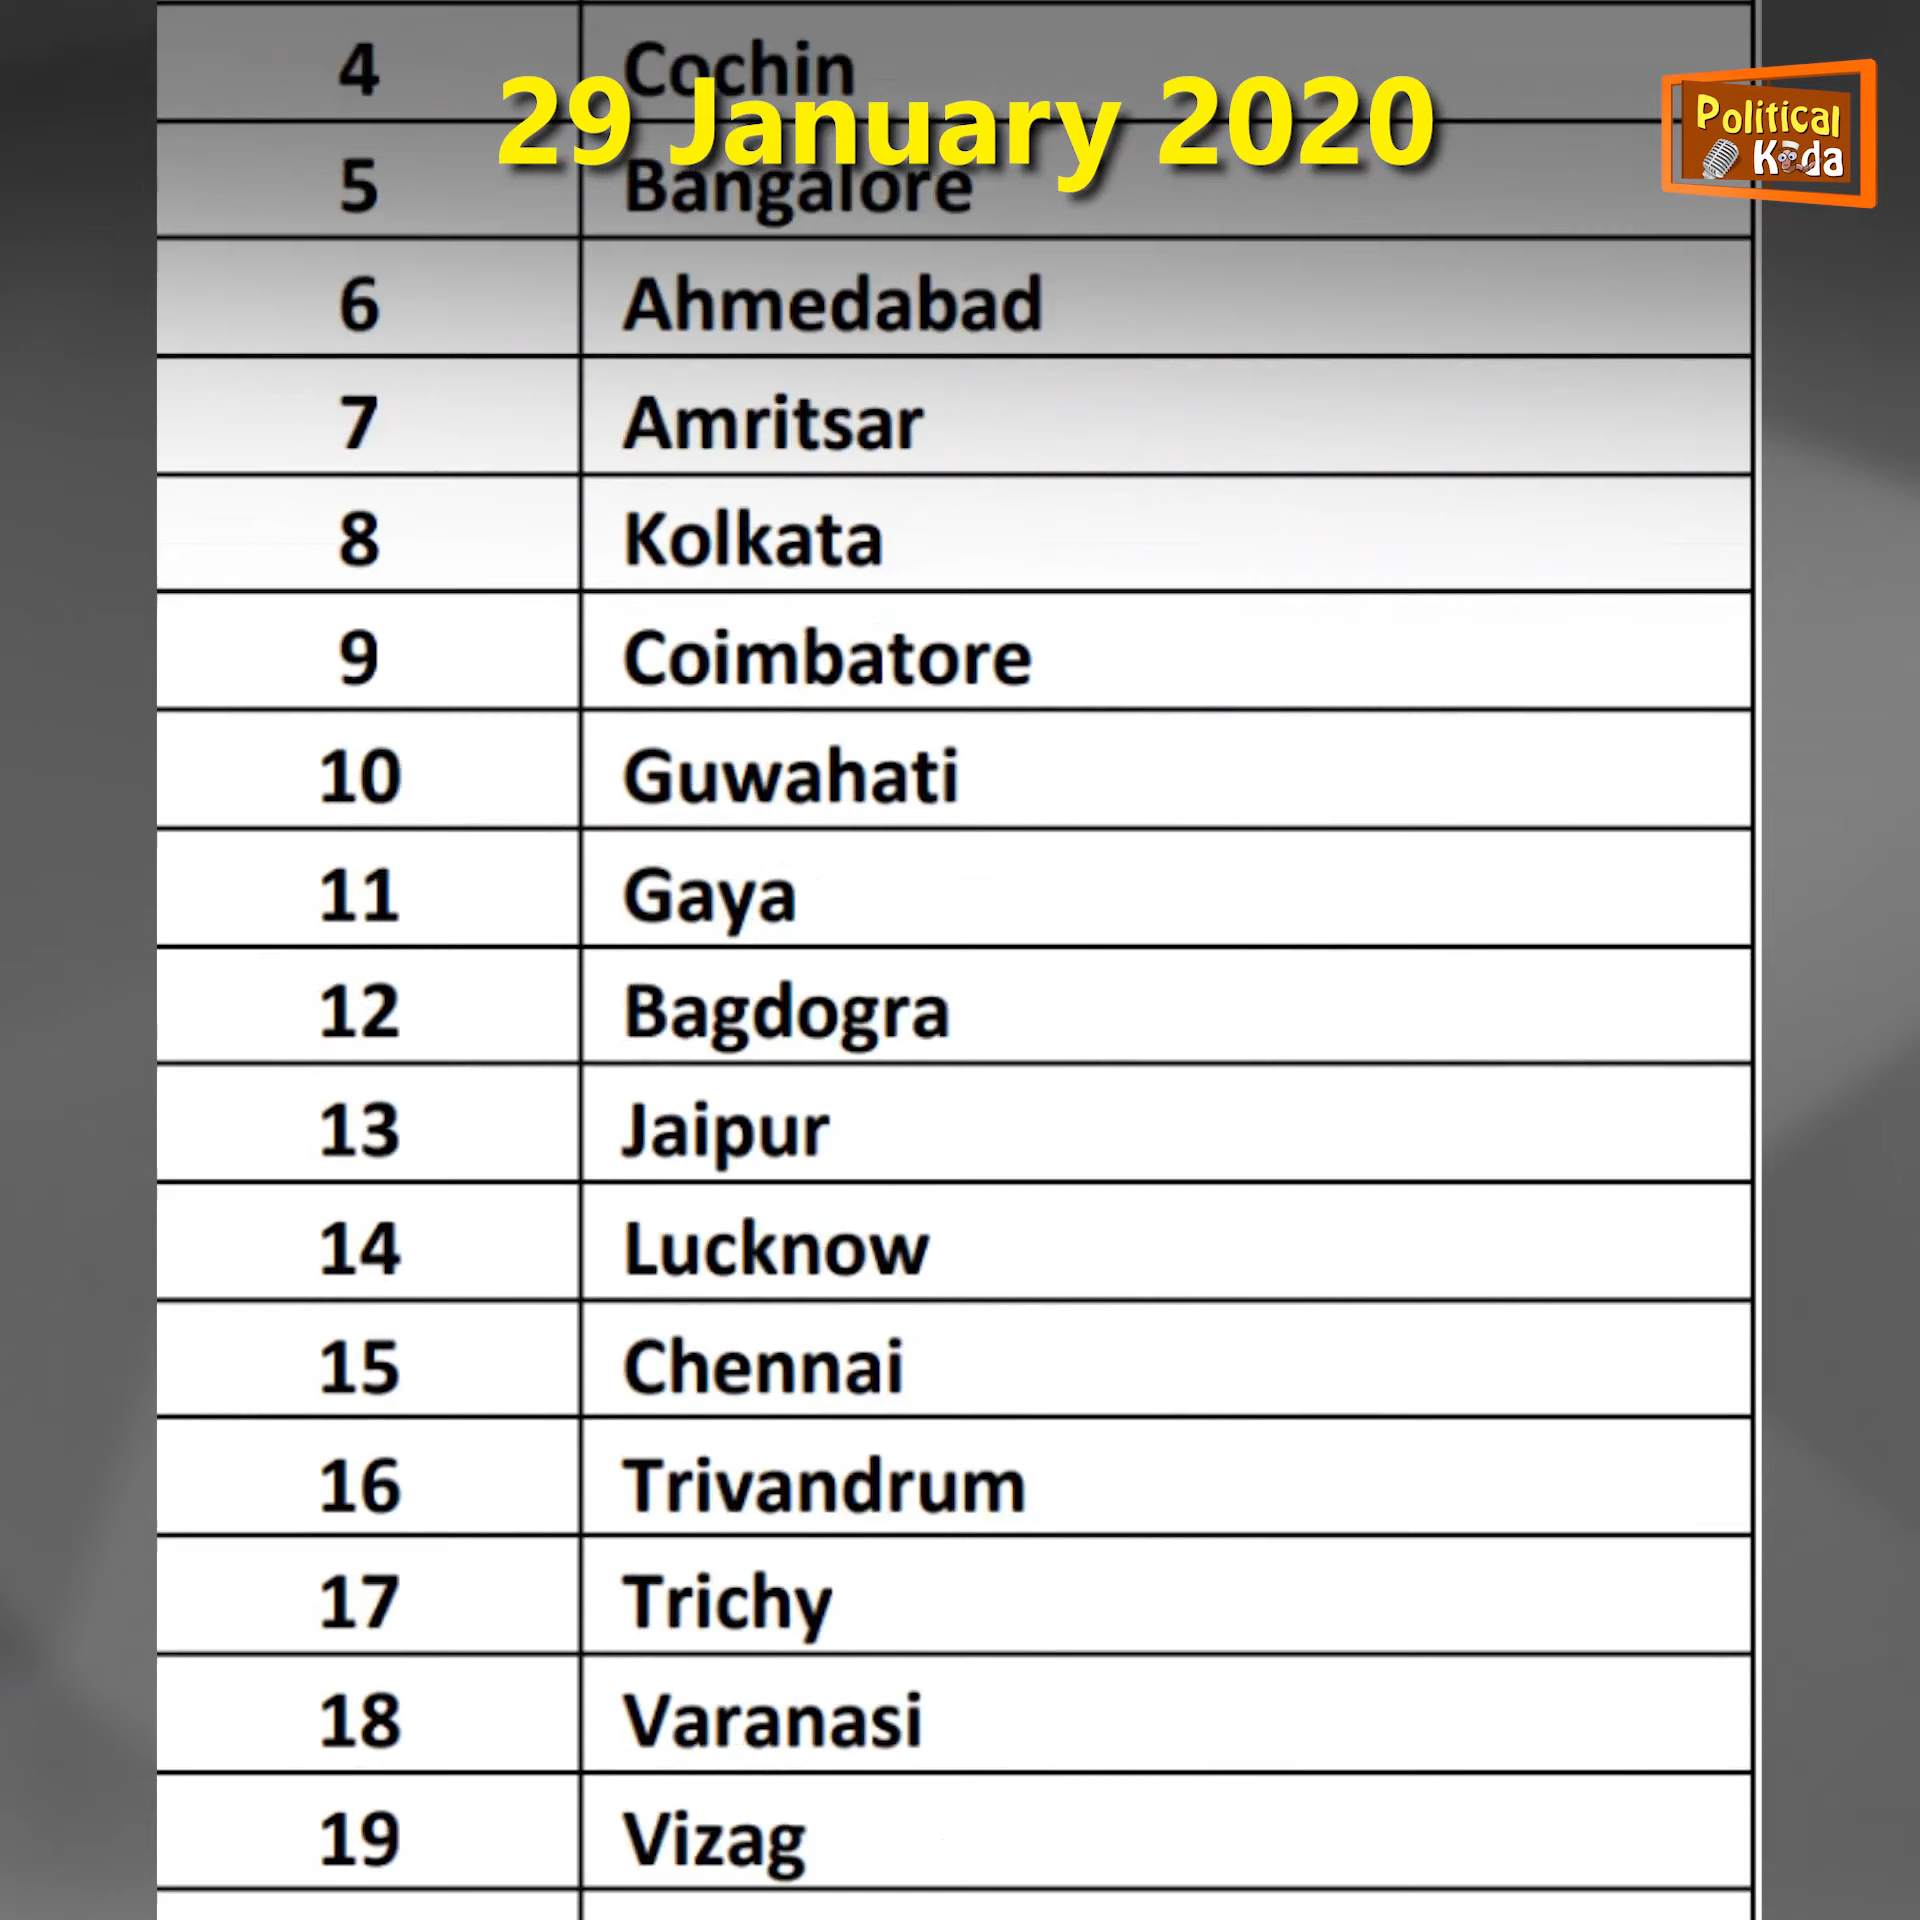 4 Cochin
29 January 2020
Political
Kida
5 Bangalore
6 Ahmedabad
7 Amritsar
8 Kolkata
9 Coimbatore
10 Guwahati
11 Gaya
12 Bagdogra
13 Jaipur
14 Lucknow
15 Chennai
16 Trivandrum
17 Trichy
18 Varanasi
19 Vizag